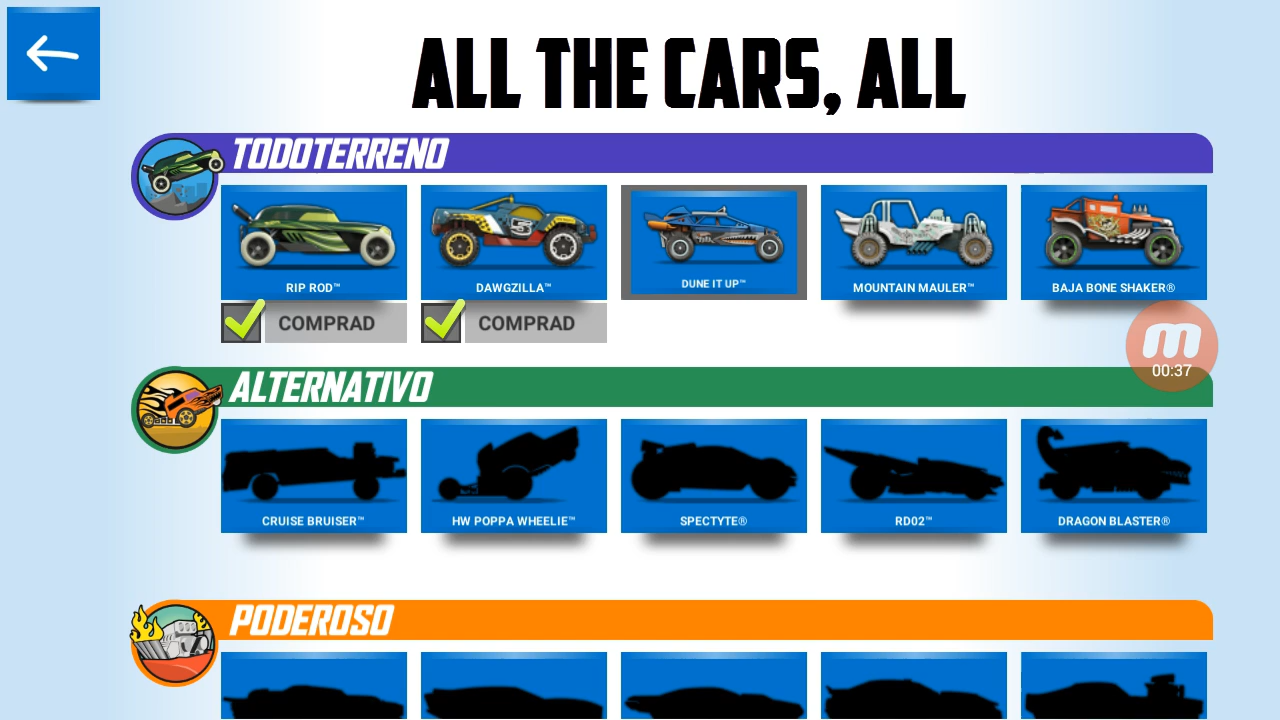 ALL THE CARS, ALL
TODOTERRENO
RIP ROD™
DAWGZILLA™
DUNE IT UP™
MOUNTAIN MAULER™
BAJA BONE SHAKER®
COMPRAD
COMPRAD
00:37
ALTERNATIVO
CRUISE BRUISER™
HW POPPA WHEELIE™
SPECTYTE®
RD02™
DRAGON BLASTER®
PODEROSO